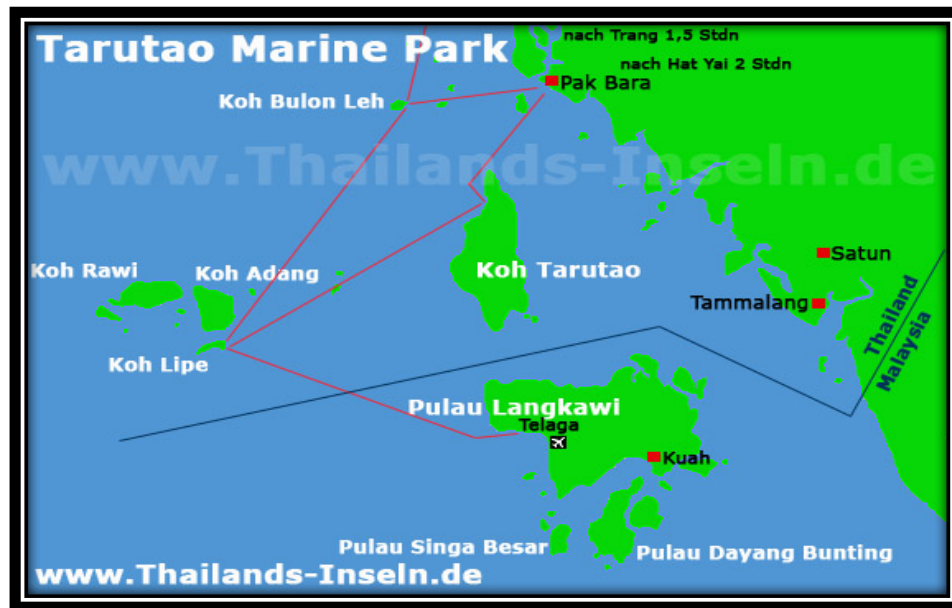 Tarutao Marine Park
nach Trang 1,5 Stdn
nach Hat Yai 2 Stdn
Pak Bara
Koh Bulon Leh
www.Thailands-Inseln.de
Satun
Koh Rawi
Koh Adang
Koh Tarutao
Tammalang
Thailand
Malaysia
Koh Lipe
Pulau Langkawi
Telaga
Kuah
Pulau Singa Besar
Pulau Dayang Bunting
www.Thailands-Inseln.de